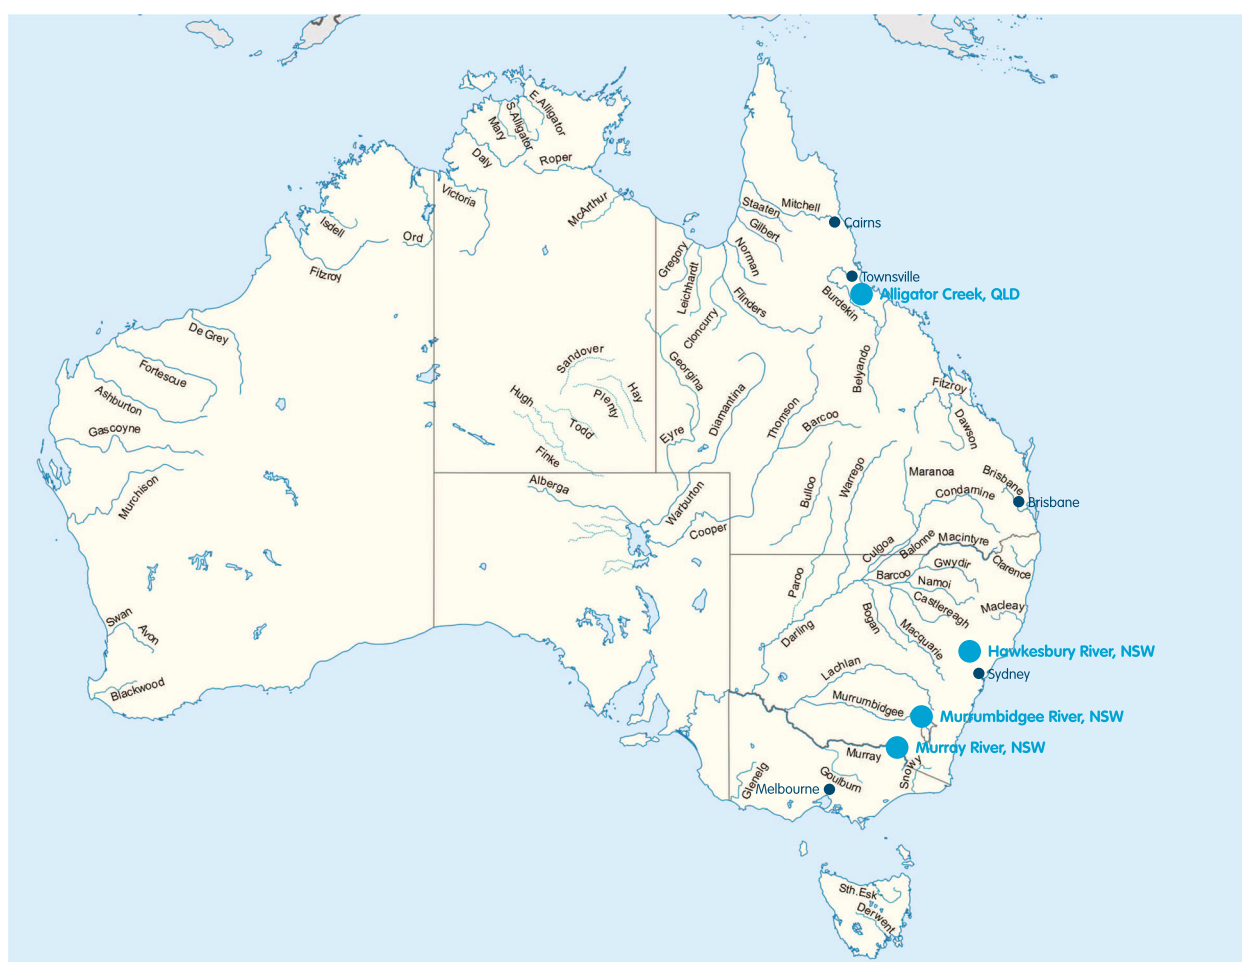 E.Alligator
S.Alligator
Mary
Daly
Roper
Victoria
McArthur
Isdell
Ord
Fitzroy
Staaten
Mitchell
Cairns
Gilbert
Norman
Gregory
Leichhardt
Townsville
Alligator Creek, QLD
Burdekin
Flinders
Cloncurry
De Grey
Fortescue
Ashburton
Gascoyne
Murchison
Sandover
Hay
Plenty
Hugh
Todd
Finke
Georgina
Diamantina
Eyre
Thomson
Barcoo
Belyando
Fitzroy
Dawson
Alberga
Warburton
Cooper
Bulloo
Warrego
Maranoa
Condamine
Brisbane
Brisbane
Culgoa
Balonne
Macintyre
Clarence
Paroo
Barcoo
Gwydir
Namoi
Castlereagh
Macleay
Bogan
Macquarie
Darling
Swan
Avon
Blackwood
Lachlan
Hawkesbury River, NSW
Sydney
Murrumbidgee
Murrumbidgee River, NSW
Murray River, NSW
Murray
Snowy
Goulburn
Glenelg
Melbourne
Sth.Esk
Derwent